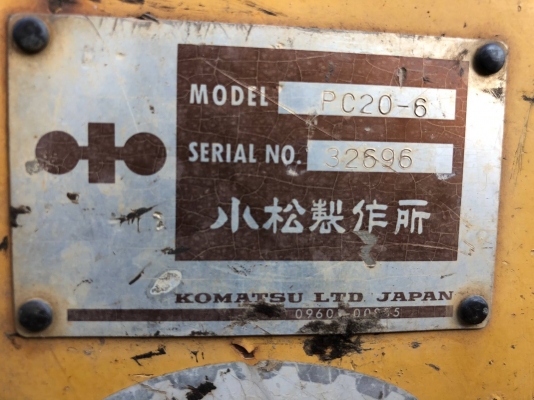 MODEL PC20-6
SERIAL NO. 32696
小松製作所
KOMATSU LTD. JAPAN